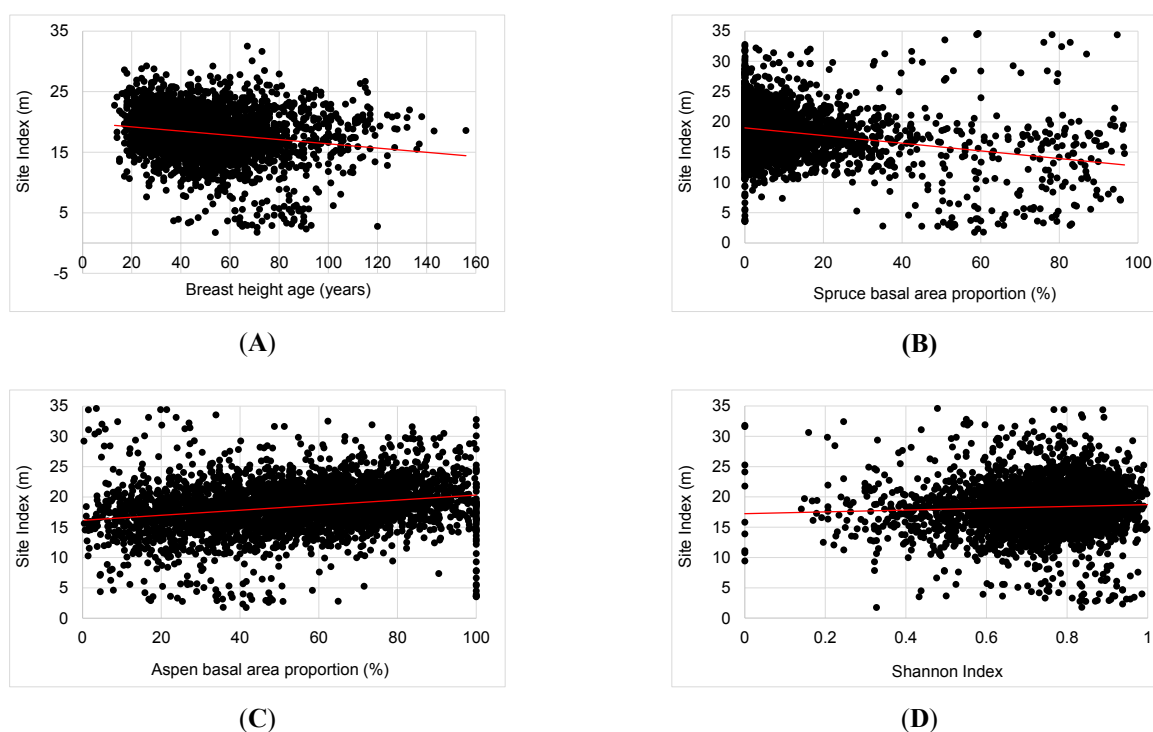 35
25
15
5
-5
Site Index (m)
0 20 40 60 80 100 120 140 160
Breast height age (years)
(A)
35
30
25
20
15
10
5
0
Site Index (m)
0 20 40 60 80 100
Spruce basal area proportion (%)
(B)
35
30
25
20
15
10
5
0
Site Index (m)
0 20 40 60 80 100
Aspen basal area proportion (%)
(C)
35
30
25
20
15
10
5
0
Site Index (m)
0 0.2 0.4 0.6 0.8 1
Shannon Index
(D)